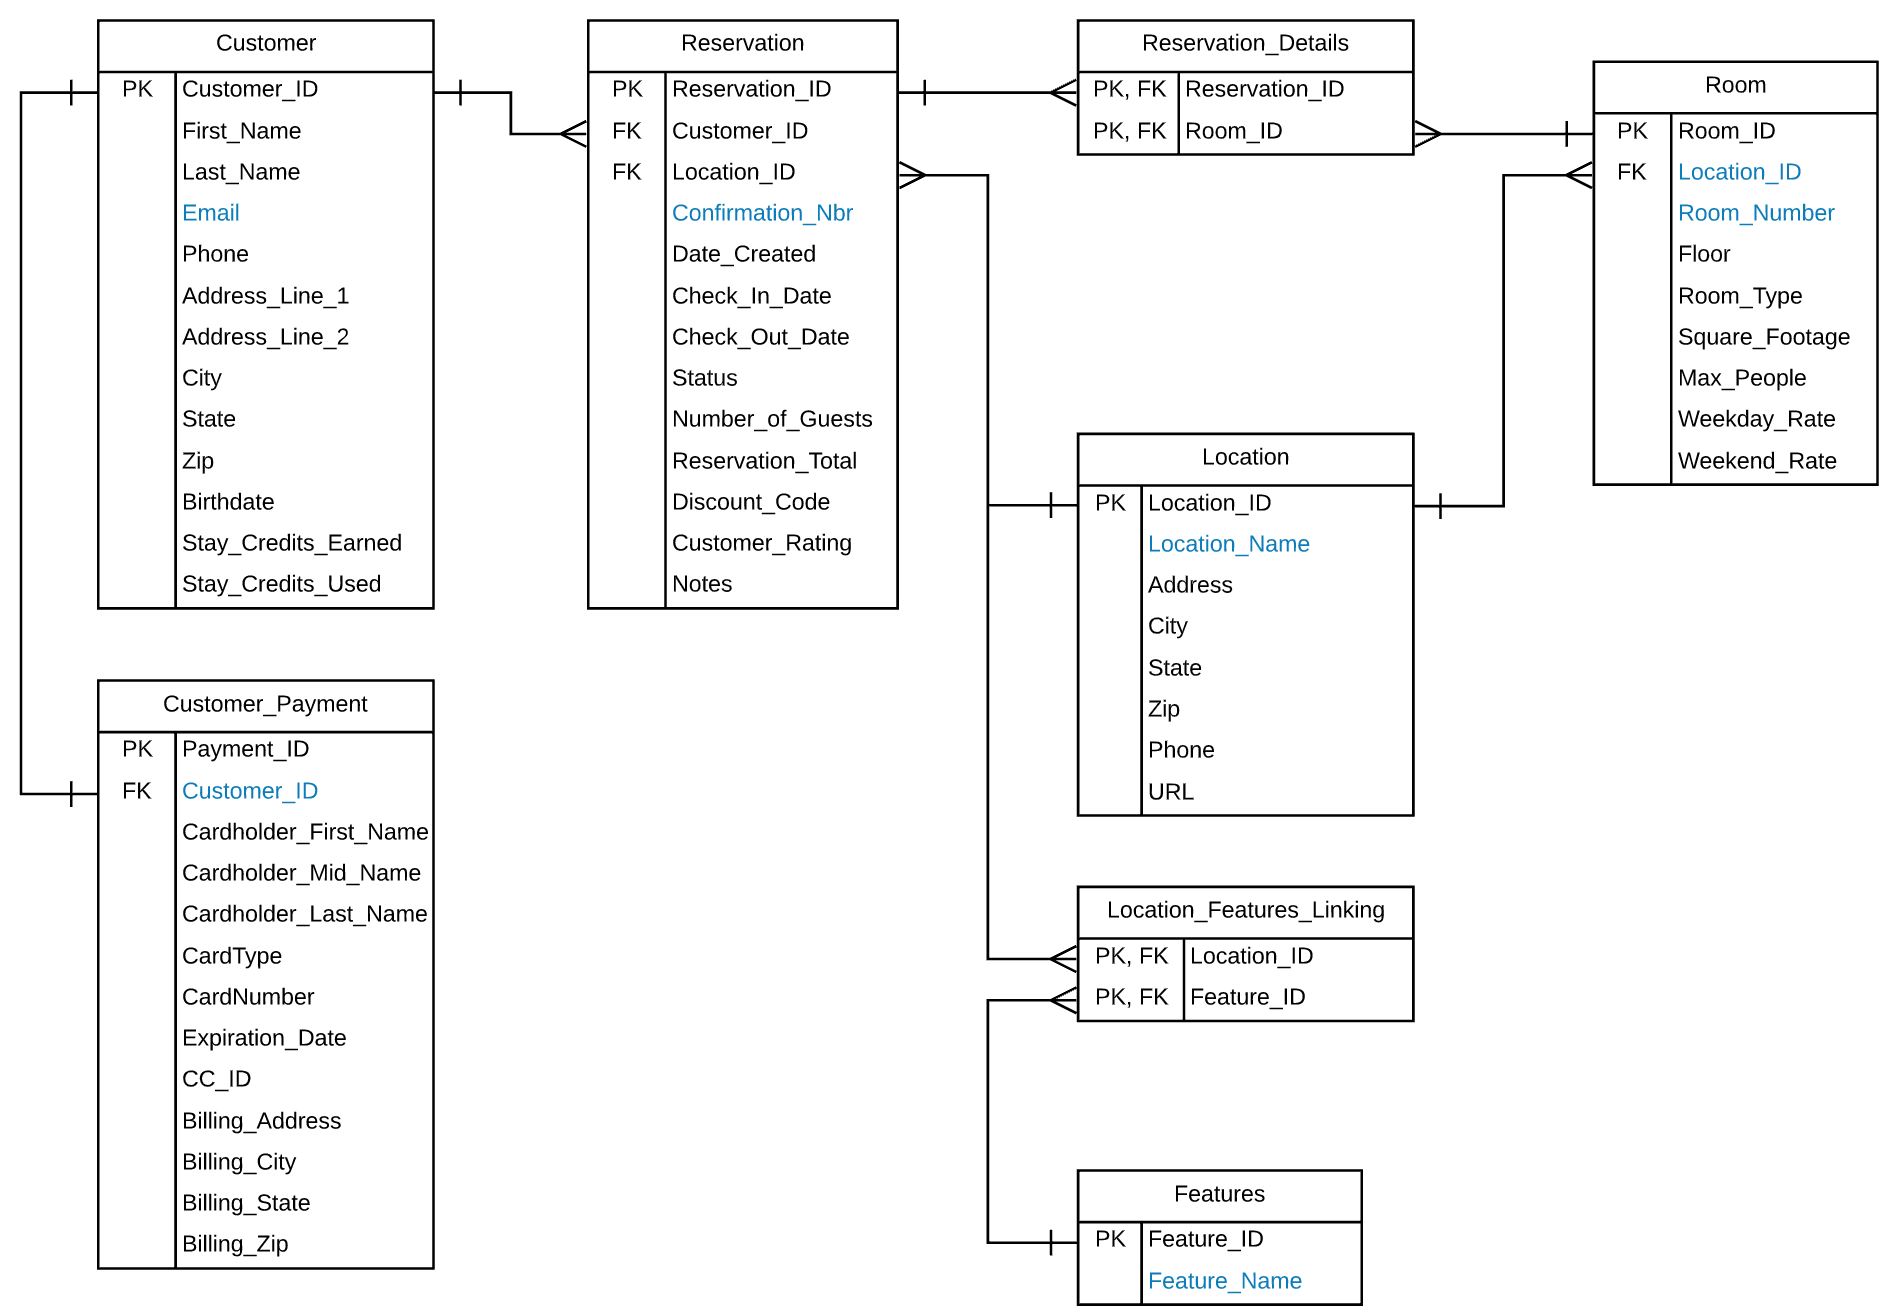 Customer
PK Customer_ID
First_Name
Last_Name
Email
Phone
Address_Line_1
Address_Line_2
City
State
Zip
Birthdate
Stay_Credits_Earned
Stay_Credits_Used
Reservation
PK Reservation_ID
FK Customer_ID
FK Location_ID
Confirmation_Nbr
Date_Created
Check_In_Date
Check_Out_Date
Status
Number_of_Guests
Reservation_Total
Discount_Code
Customer_Rating
Notes
Reservation_Details
PK, FK Reservation_ID
PK, FK Room_ID
Room
PK Room_ID
FK Location_ID
Room_Number
Floor
Room_Type
Square_Footage
Max_People
Weekday_Rate
Weekend_Rate
Location
PK Location_ID
Location_Name
Address
City
State
Zip
Phone
URL
Customer_Payment
PK Payment_ID
FK Customer_ID
Cardholder_First_Name
Cardholder_Mid_Name
Cardholder_Last_Name
CardType
CardNumber
Expiration_Date
CC_ID
Billing_Address
Billing_City
Billing_State
Billing_Zip
Location_Features_Linking
PK, FK Location_ID
PK, FK Feature_ID
Features
PK Feature_ID
Feature_Name